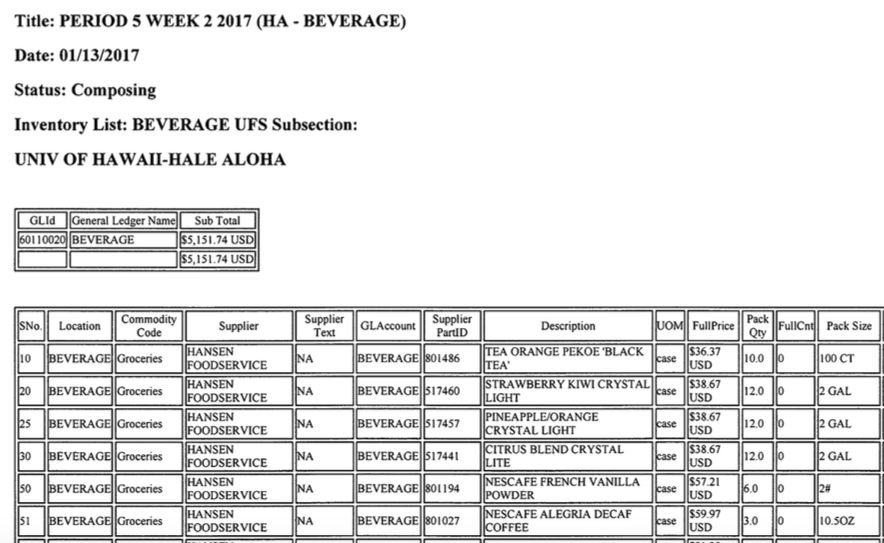 Title: PERIOD 5 WEEK 2 2017 (HA - BEVERAGE)
Date: 01/13/2017
Status: Composing
Inventory List: BEVERAGE UFS Subsection:
UNIV OF HAWAII-HALE ALOHA
GLId General Ledger Name Sub Total
60110020 BEVERAGE $5,151.74 USD
$5,151.74 USD
SNo. Location Commodity Code Supplier Supplier Text GLAccount Supplier PartID Description UOM FullPrice Pack Qty FullCnt Pack Size
10 BEVERAGE Groceries HANSEN FOODSERVICE NA BEVERAGE 801486 TEA ORANGE PEKOE 'BLACK TEA' case $36.37 USD 10.0 0 100 CT
20 BEVERAGE Groceries HANSEN FOODSERVICE NA BEVERAGE 517460 STRAWBERRY KIWI CRYSTAL LIGHT case $38.67 USD 12.0 0 2 GAL
25 BEVERAGE Groceries HANSEN FOODSERVICE NA BEVERAGE 517457 PINEAPPLE/ORANGE CRYSTAL LIGHT case $38.67 USD 12.0 0 2 GAL
30 BEVERAGE Groceries HANSEN FOODSERVICE NA BEVERAGE 517441 CITRUS BLEND CRYSTAL LITE case $38.67 USD 12.0 0 2 GAL
50 BEVERAGE Groceries HANSEN FOODSERVICE NA BEVERAGE 801194 NESCAFE FRENCH VANILLA POWDER case $57.21 USD 6.0 0 2#
51 BEVERAGE Groceries HANSEN FOODSERVICE NA BEVERAGE 801027 NESCAFE ALEGRIA DECAF COFFEE case $59.97 USD 3.0 0 10.5OZ